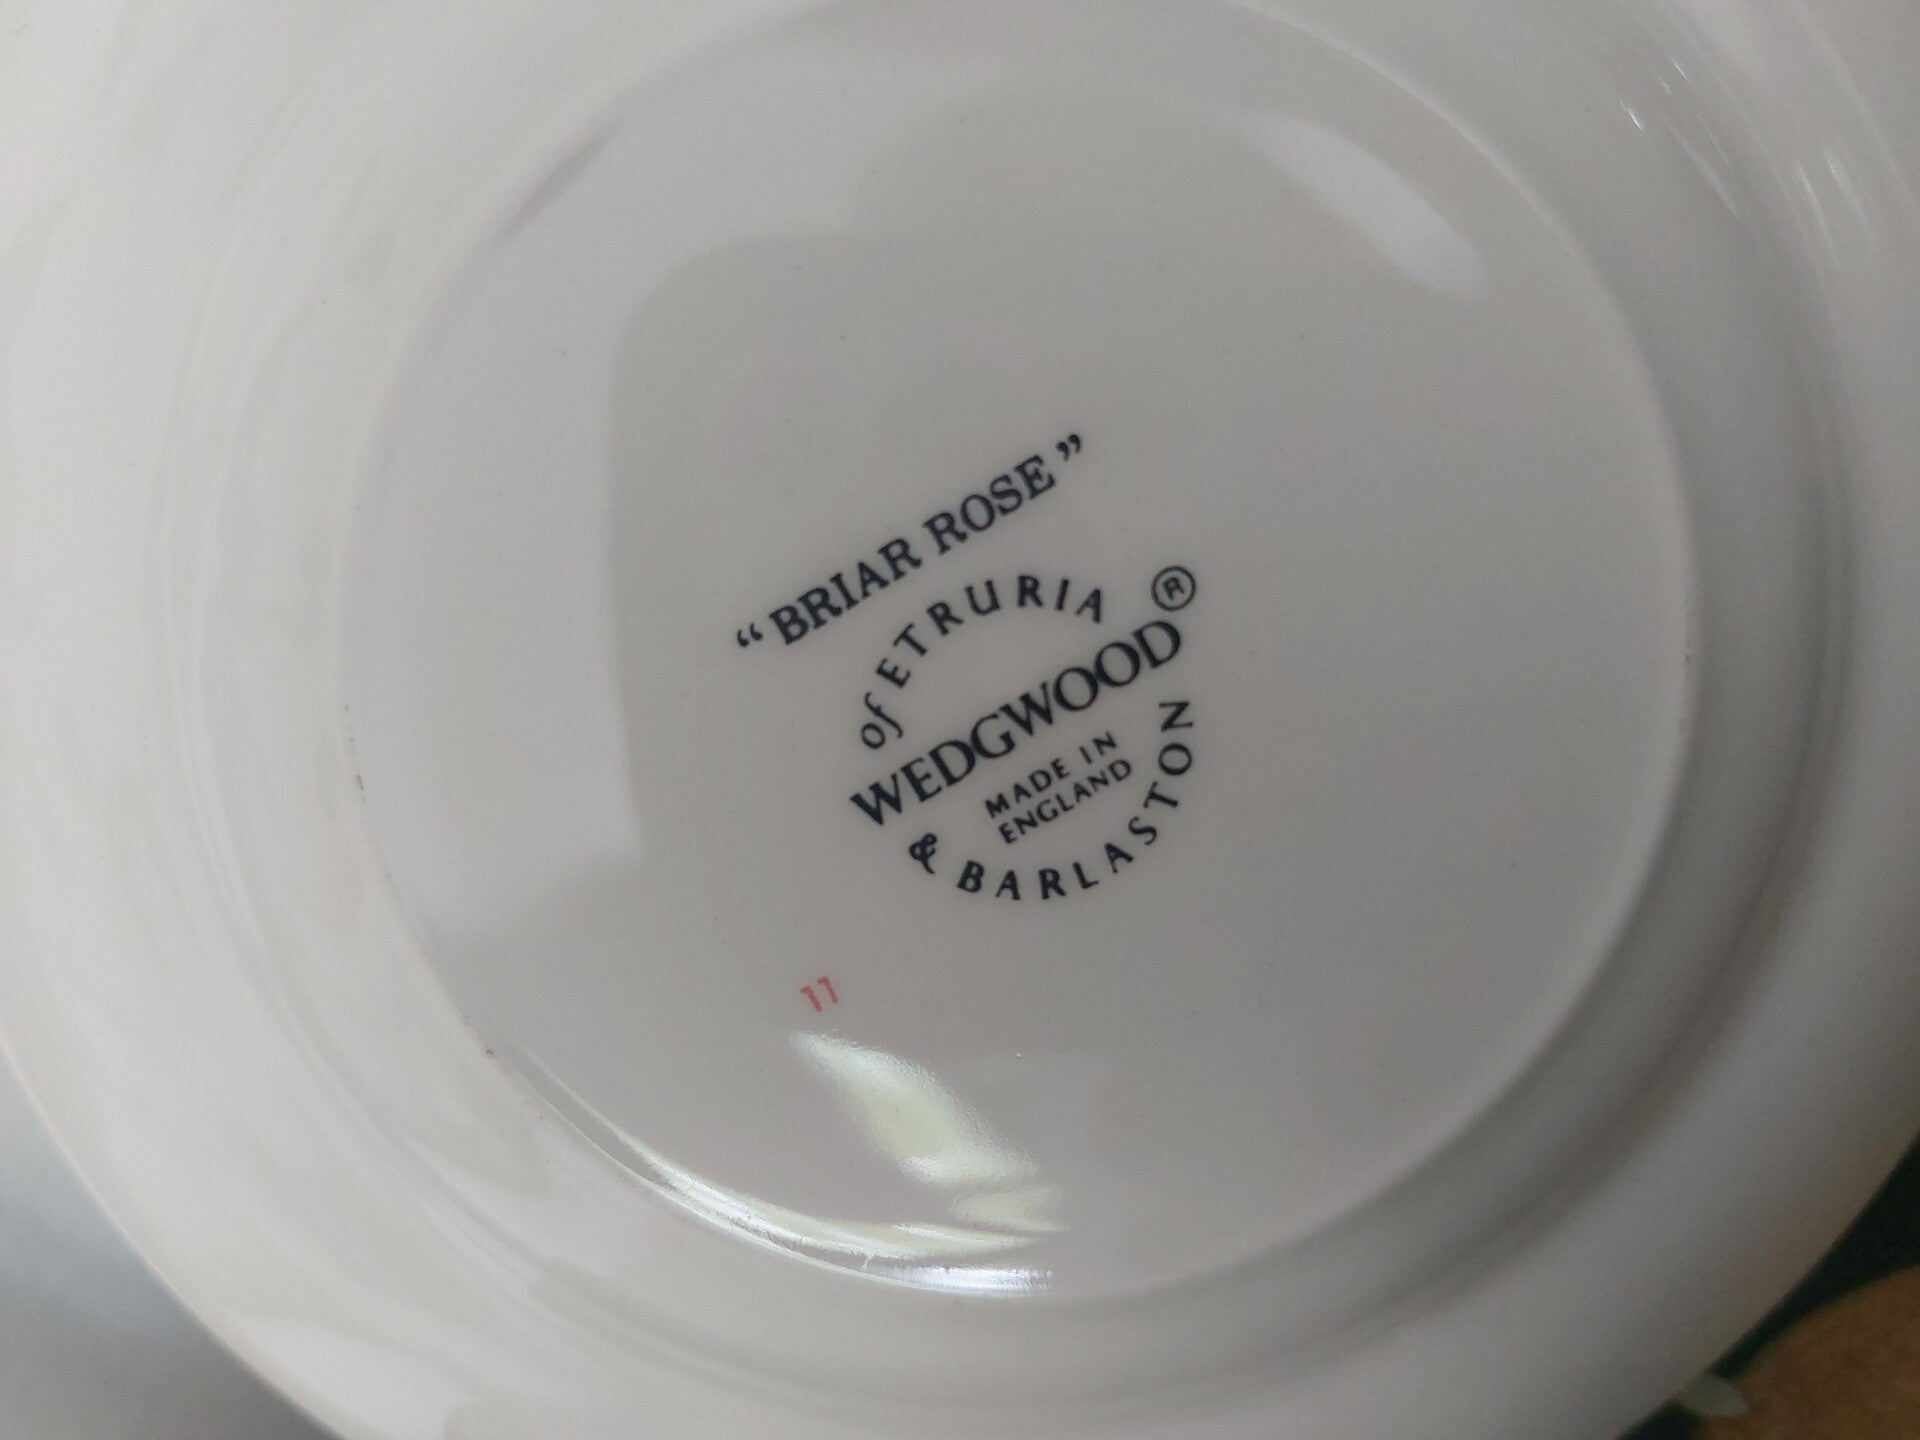 “BRIAR ROSE”
of ETRURIA
WEDGWOOD ®
MADE IN
ENGLAND
& BARLASTON
11